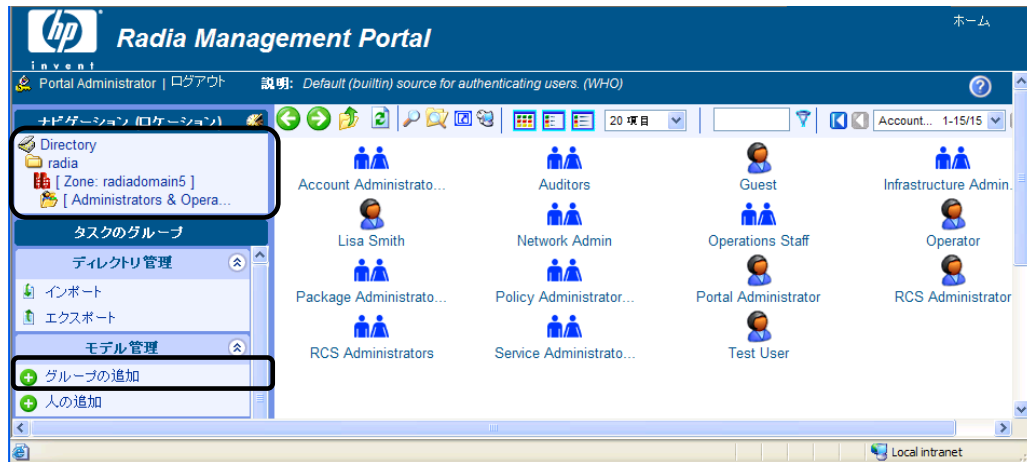 hp
invent
Radia Management Portal
ホーム
Portal Administrator | ログアウト
説明: Default (builtin) source for authenticating users. (WHO)
ナビゲーション (ロケーション)
20 項目
Account... 1-15/15
Directory
radia
[ Zone: radiadomain5 ]
[ Administrators & Opera...
タスクのグループ
ディレクトリ管理
インポート
エクスポート
モデル管理
グループの追加
人の追加
Account Administrato...
Auditors
Guest
Infrastructure Admin.
Lisa Smith
Network Admin
Operations Staff
Operator
Package Administrato...
Policy Administrator...
Portal Administrator
RCS Administrator
RCS Administrators
Service Administrato...
Test User
Local intranet